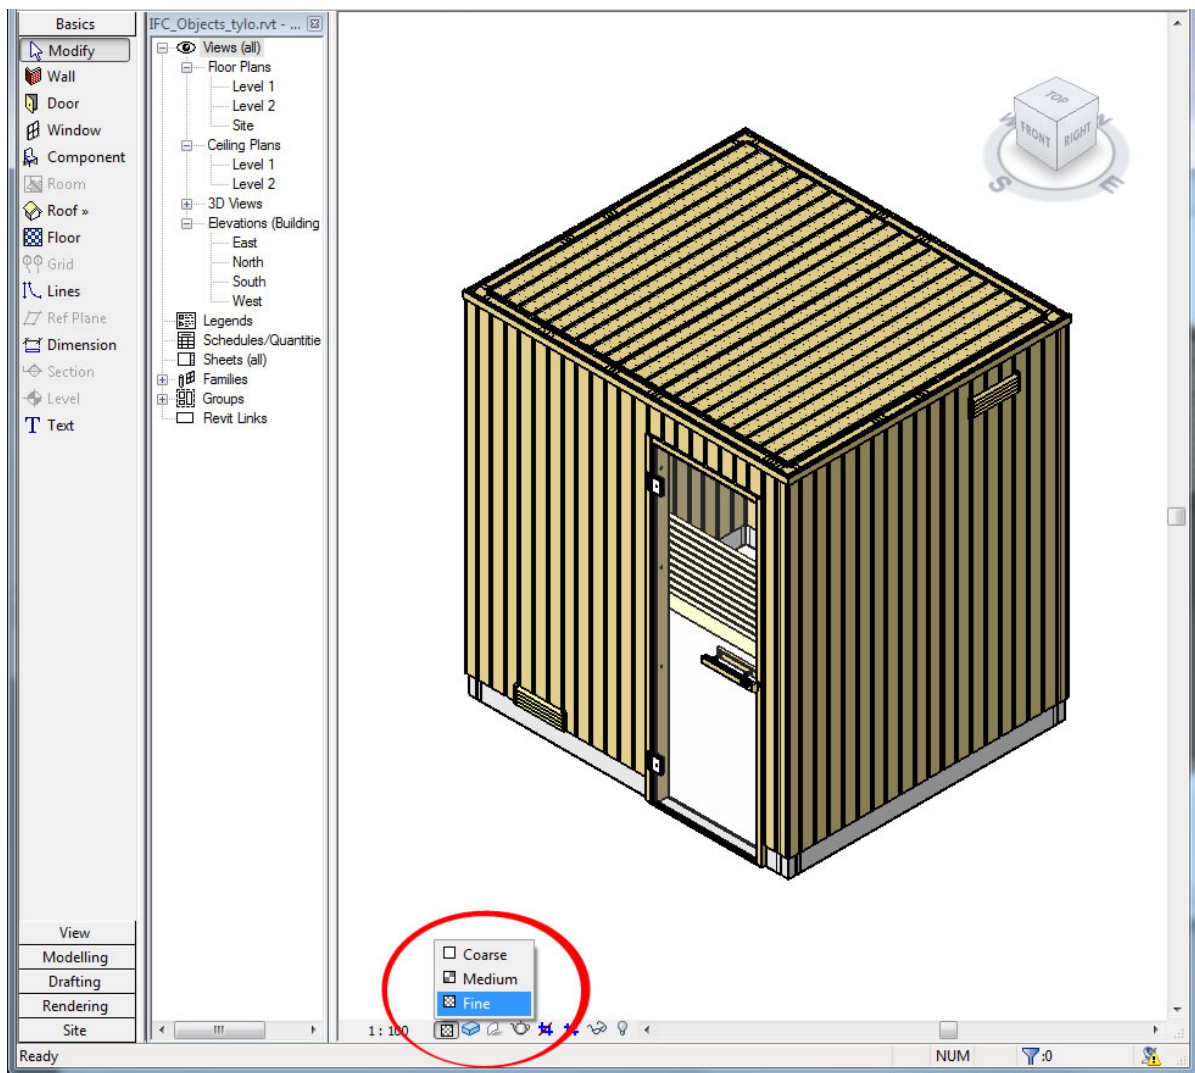 Basics
Modify
Wall
Door
Window
Component
Room
Roof »
Floor
Grid
Lines
Ref Plane
Dimension
Section
Level
Text
View
Modelling
Drafting
Rendering
Site
Ready
IFC_Objects_tylo.rvt - ...
Views (all)
Floor Plans
Level 1
Level 2
Site
Ceiling Plans
Level 1
Level 2
3D Views
Elevations (Building
East
North
South
West
Legends
Schedules/Quantitie
Sheets (all)
Families
Groups
Revit Links
TOP
FRONT
RIGHT
W
N
S
E
Coarse
Medium
Fine
1 : 100
NUM
:0